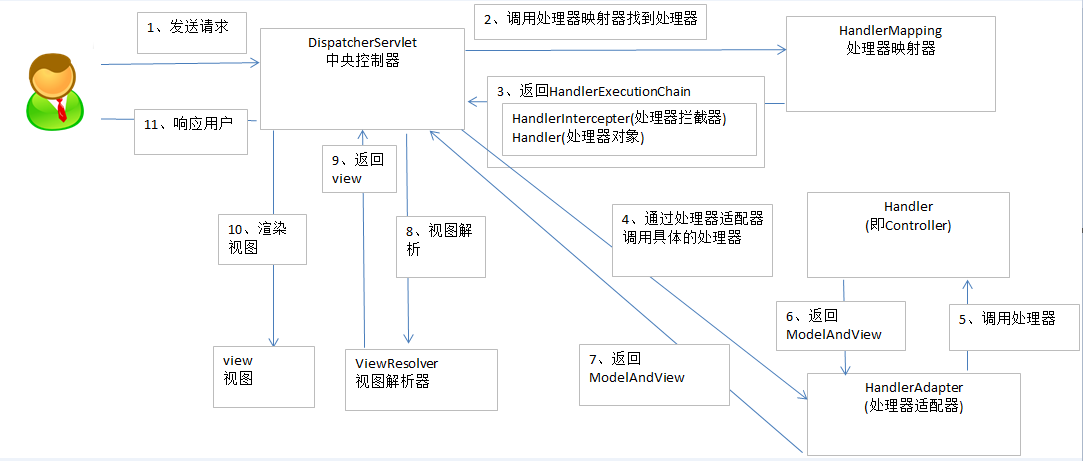 1、发送请求
DispatcherServlet
中央控制器
2、调用处理器映射器找到处理器
HandlerMapping
处理器映射器
3、返回HandlerExecutionChain
HandlerIntercepter(处理器拦截器)
Handler(处理器对象)
11、响应用户
9、返回
view
10、渲染
视图
8、视图解
析
4、通过处理器适配器
调用具体的处理器
Handler
(即Controller)
6、返回
ModelAndView
5、调用处理器
7、返回
ModelAndView
view
视图
ViewResolver
视图解析器
HandlerAdapter
(处理器适配器)